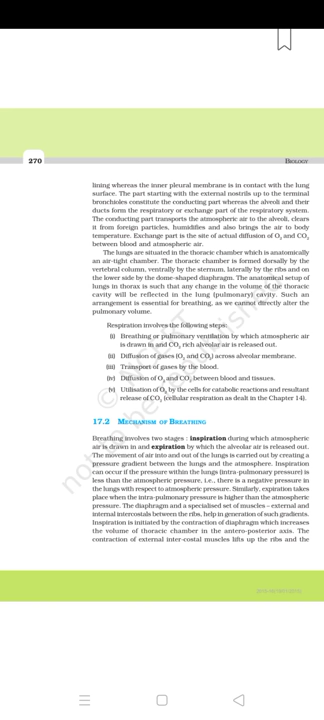 270
BIOLOGY
lining whereas the inner pleural membrane is in contact with the lung
surface. The part starting with the external nostrils up to the terminal
bronchioles constitute the conducting part whereas the alveoli and their
ducts form the respiratory or exchange part of the respiratory system.
The conducting part transports the atmospheric air to the alveoli, clears
it from foreign particles, humidifies and also brings the air to body
temperature. Exchange part is the site of actual diffusion of O2 and CO2
between blood and atmospheric air.
The lungs are situated in the thoracic chamber which is anatomically
an air-tight chamber. The thoracic chamber is formed dorsally by the
vertebral column, ventrally by the sternum, laterally by the ribs and on
the lower side by the dome-shaped diaphragm. The anatomical setup of
lungs in thorax is such that any change in the volume of the thoracic
cavity will be reflected in the lung (pulmonary) cavity. Such an
arrangement is essential for breathing, as we cannot directly alter the
pulmonary volume.
Respiration involves the following steps:
(i) Breathing or pulmonary ventilation by which atmospheric air
is drawn in and CO2 rich alveolar air is released out.
(ii) Diffusion of gases (O2 and CO2) across alveolar membrane.
(iii) Transport of gases by the blood.
(iv) Diffusion of O2 and CO2 between blood and tissues.
(v) Utilisation of O2 by the cells for catabolic reactions and resultant
release of CO2 (cellular respiration as dealt in the Chapter 14).
17.2 MECHANISM OF BREATHING
Breathing involves two stages : inspiration during which atmospheric
air is drawn in and expiration by which the alveolar air is released out.
The movement of air into and out of the lungs is carried out by creating a
pressure gradient between the lungs and the atmosphere. Inspiration
can occur if the pressure within the lungs (intra-pulmonary pressure) is
less than the atmospheric pressure, i.e., there is a negative pressure in
the lungs with respect to atmospheric pressure. Similarly, expiration takes
place when the intra-pulmonary pressure is higher than the atmospheric
pressure. The diaphragm and a specialised set of muscles – external and
internal intercostals between the ribs, help in generation of such gradients.
Inspiration is initiated by the contraction of diaphragm which increases
the volume of thoracic chamber in the antero-posterior axis. The
contraction of external inter-costal muscles lifts up the ribs and the